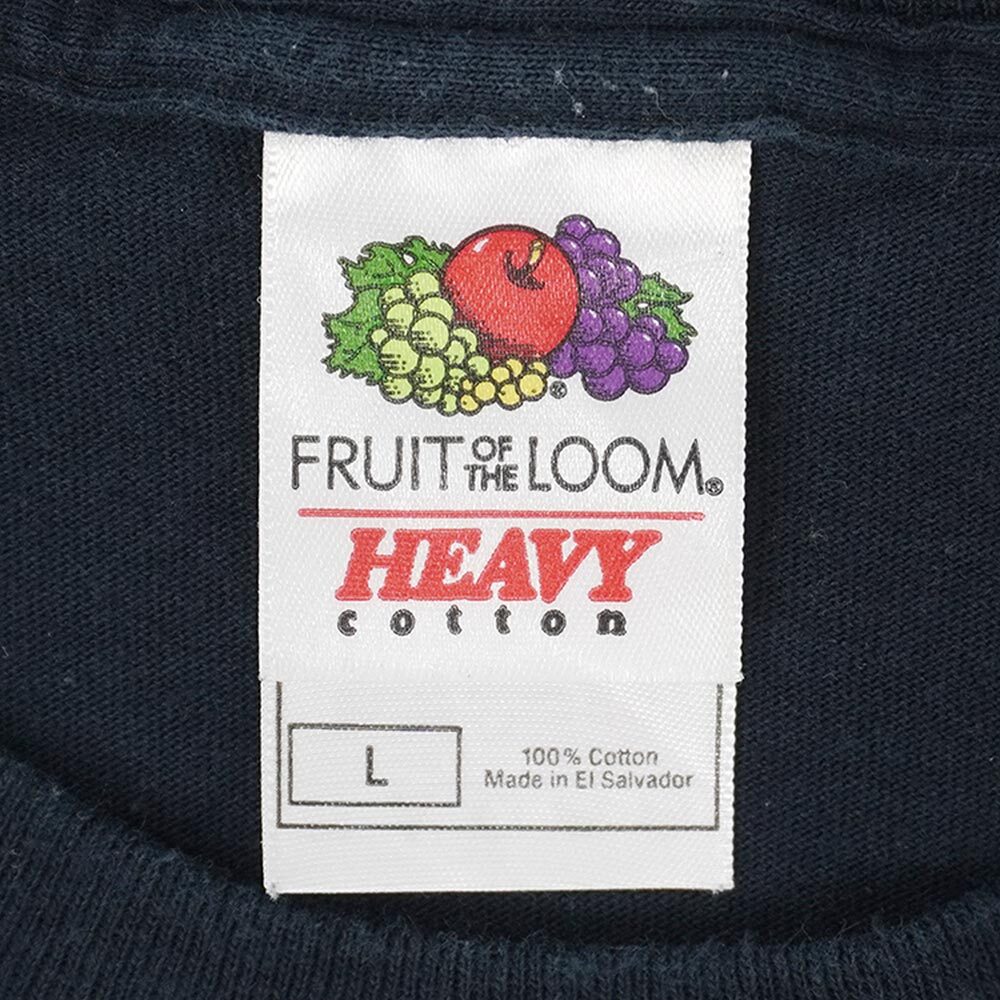 FRUIT OF THE LOOM®
HEAVY
cotton
L
100% Cotton
Made in El Salvador